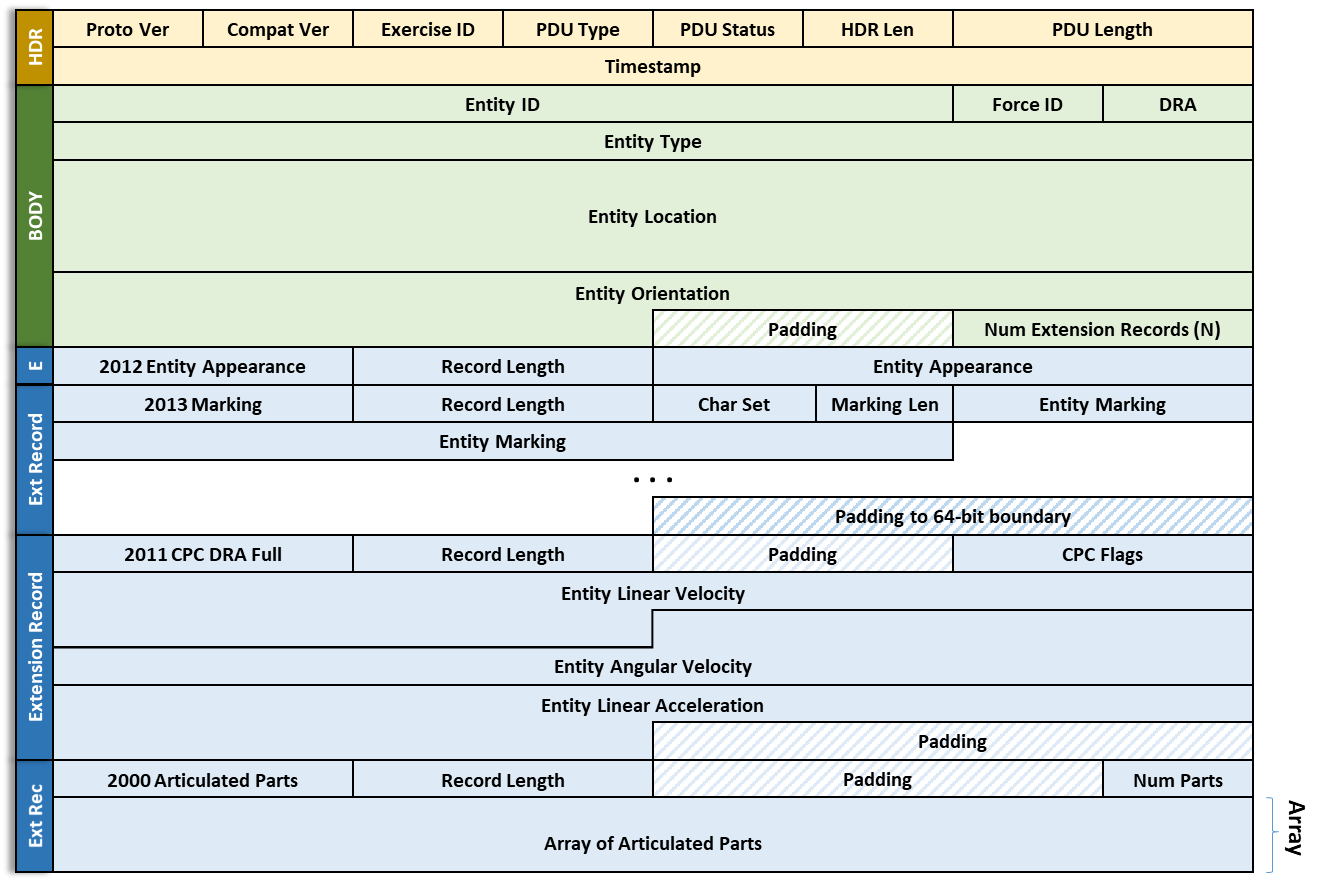 HDR
Proto Ver
Compat Ver
Exercise ID
PDU Type
PDU Status
HDR Len
PDU Length
Timestamp
BODY
Entity ID
Force ID
DRA
Entity Type
Entity Location
Entity Orientation
Padding
Num Extension Records (N)
E
2012 Entity Appearance
Record Length
Entity Appearance
Ext Record
2013 Marking
Record Length
Char Set
Marking Len
Entity Marking
Entity Marking
. . .
Padding to 64-bit boundary
Extension Record
2011 CPC DRA Full
Record Length
Padding
CPC Flags
Entity Linear Velocity
Entity Angular Velocity
Entity Linear Acceleration
Padding
Ext Rec
2000 Articulated Parts
Record Length
Padding
Num Parts
Array of Articulated Parts
Array